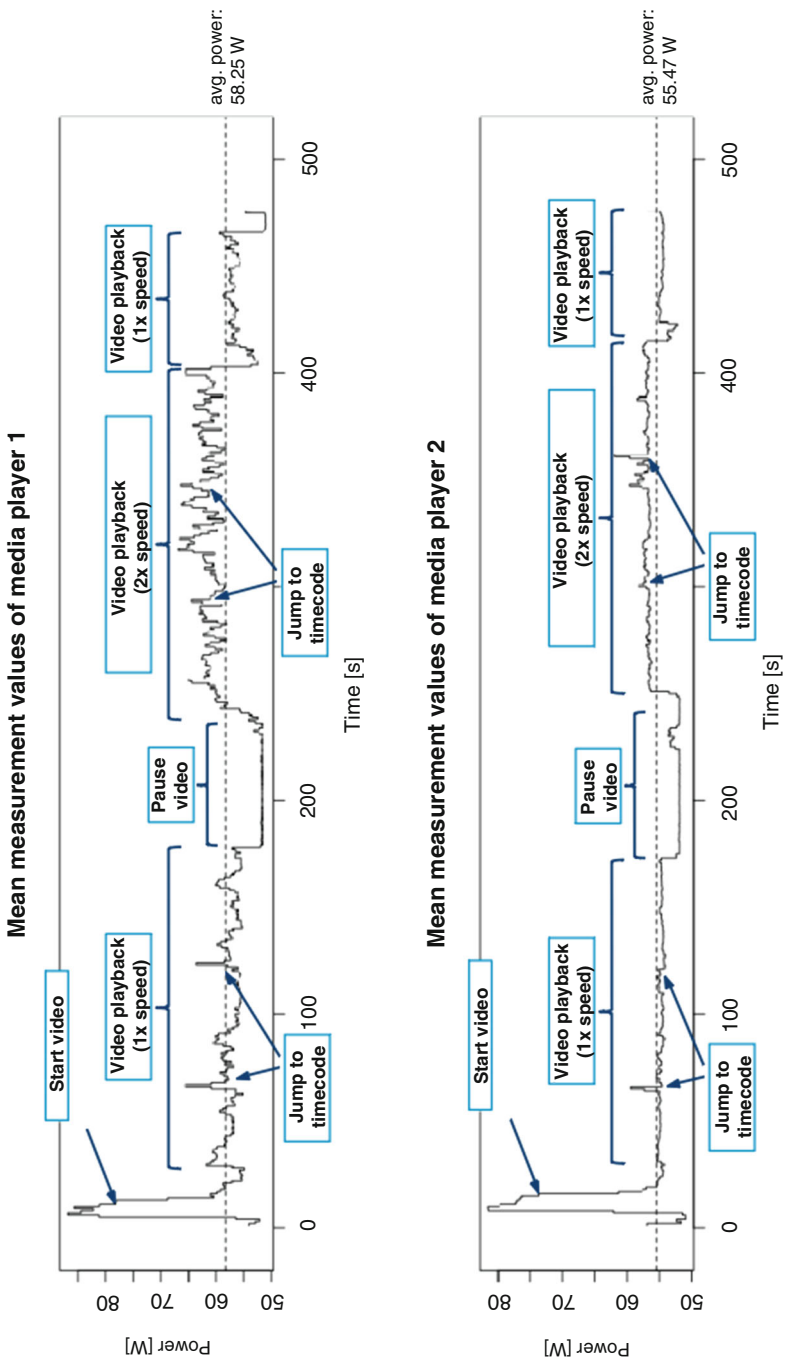 Mean measurement values of media player 1
Start video
Video playback
(1x speed)
Pause
video
Video playback
(2x speed)
Video playback
(1x speed)
avg. power:
58.25 W
Jump to
timecode
Jump to
timecode
Power [W]
80
70
60
50
0
100
200
400
500
Time [s]
Mean measurement values of media player 2
Start video
Video playback
(1x speed)
Pause
video
Video playback
(2x speed)
Video playback
(1x speed)
avg. power:
55.47 W
Jump to
timecode
Jump to
timecode
Power [W]
80
70
60
50
0
100
200
400
500
Time [s]